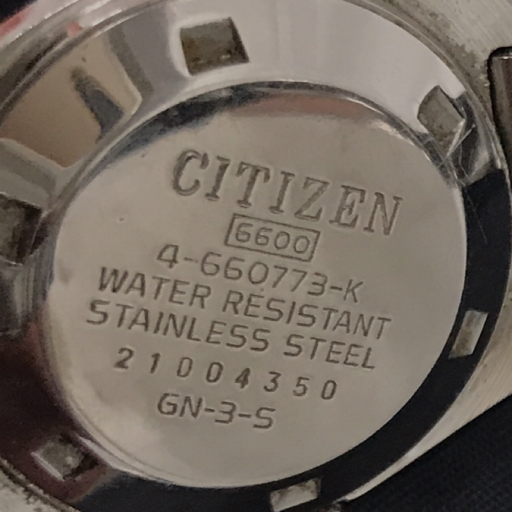 CITIZEN
6600
4-660773-K
WATER RESISTANT
STAINLESS STEEL
21004350
GN-3-S